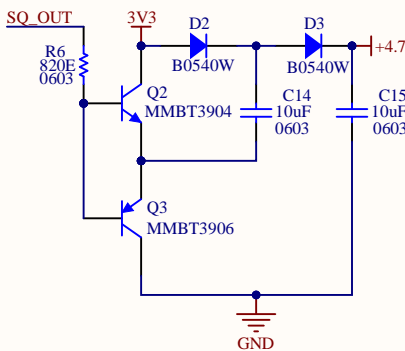 SQ_OUT
3V3
D2
D3
R6
820E
0603
B0540W
B0540W
+4.7
Q2
MMBT3904
C14
10uF
0603
C15
10uF
0603
Q3
MMBT3906
GND